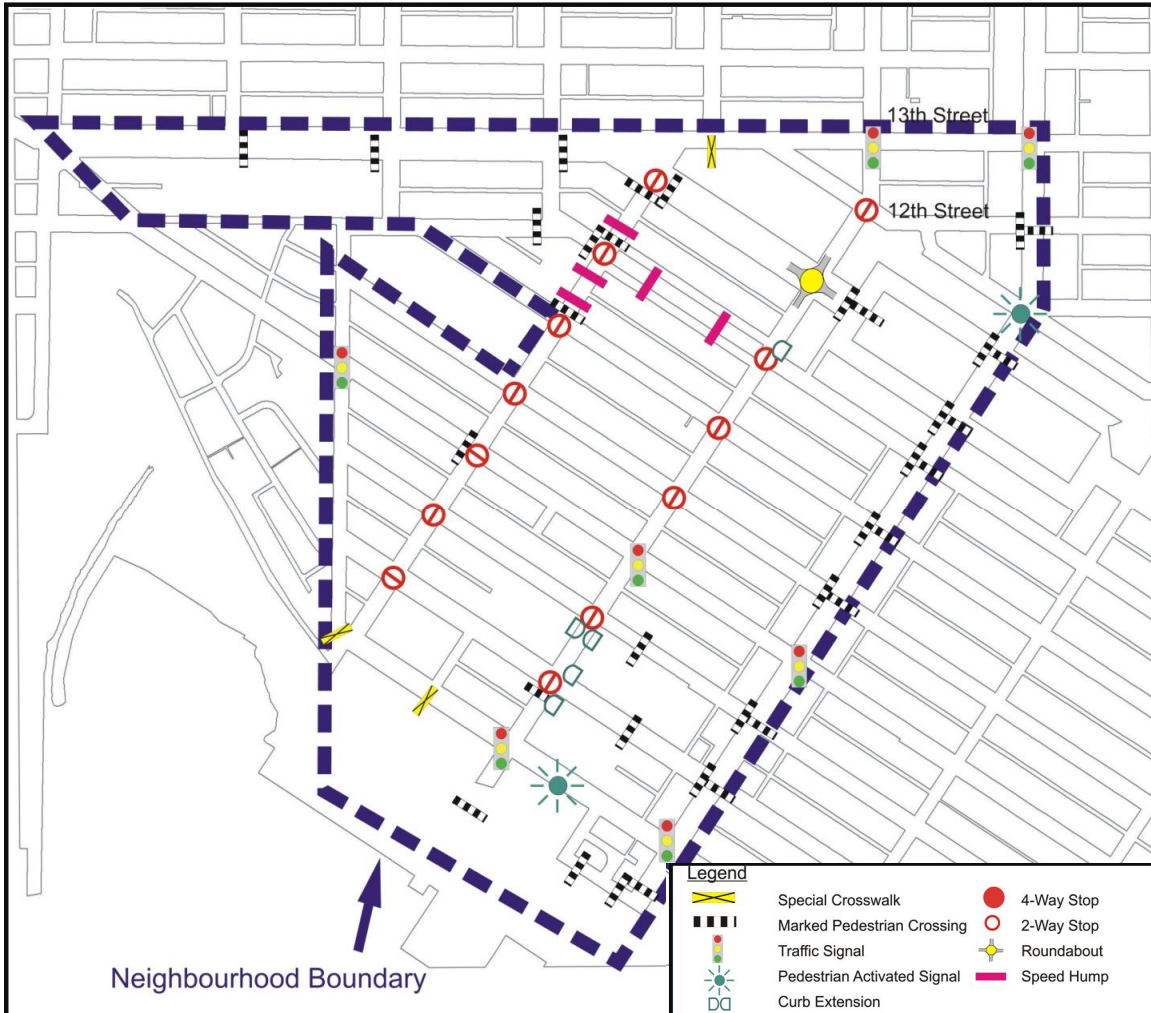 13th Street
12th Street
Neighbourhood Boundary
Legend
Special Crosswalk
Marked Pedestrian Crossing
Traffic Signal
Pedestrian Activated Signal
Curb Extension
4-Way Stop
2-Way Stop
Roundabout
Speed Hump